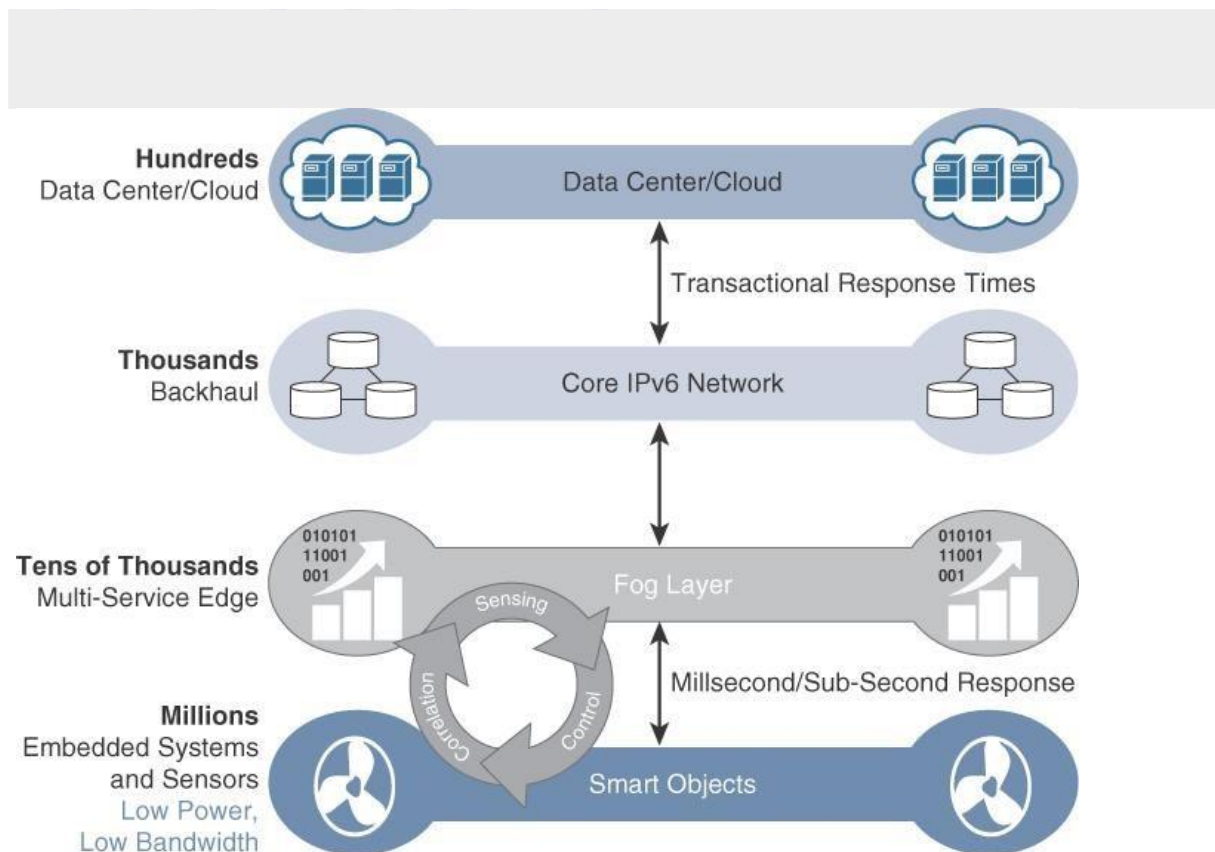 Hundreds
Data Center/Cloud
Data Center/Cloud
Transactional Response Times
Thousands
Backhaul
Core IPv6 Network
Tens of Thousands
Multi-Service Edge
010101
11001
001
Fog Layer
010101
11001
001
Sensing
Control
Correlation
Millsecond/Sub-Second Response
Millions
Embedded Systems
and Sensors
Low Power,
Low Bandwidth
Smart Objects